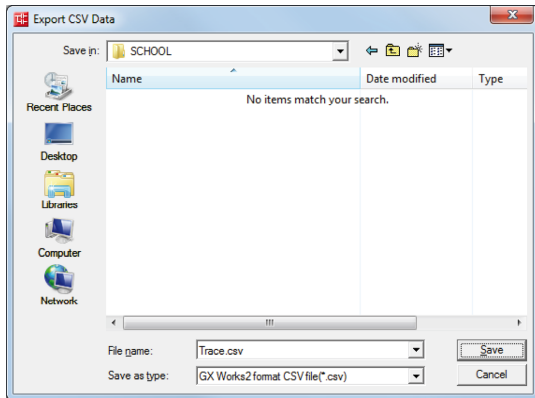 Export CSV Data
Save in: SCHOOL
Name Date modified Type
No items match your search.
Recent Places
Desktop
Libraries
Computer
Network
File name: Trace.csv Save
Save as type: GX Works2 format CSV file(*.csv) Cancel